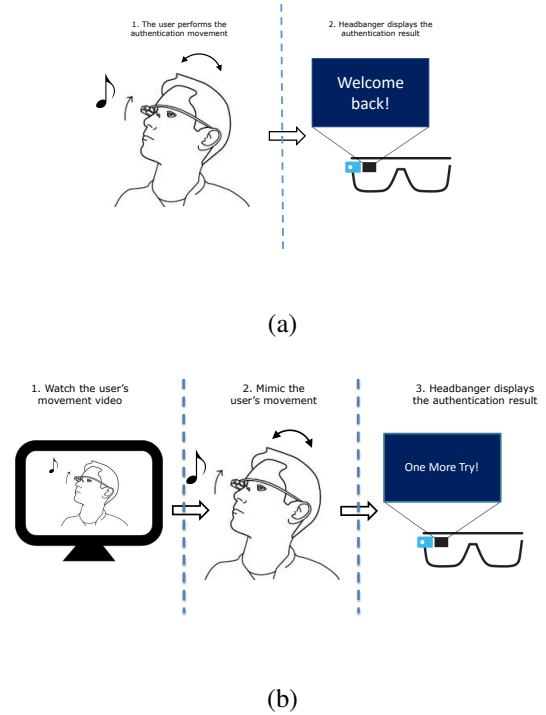 1. The user performs the
authentication movement
2. Headbanger displays the
authentication result
Welcome
back!
(a)
1. Watch the user's
movement video
2. Mimic the
user's movement
3. Headbanger displays
the authentication result
One More Try!
(b)